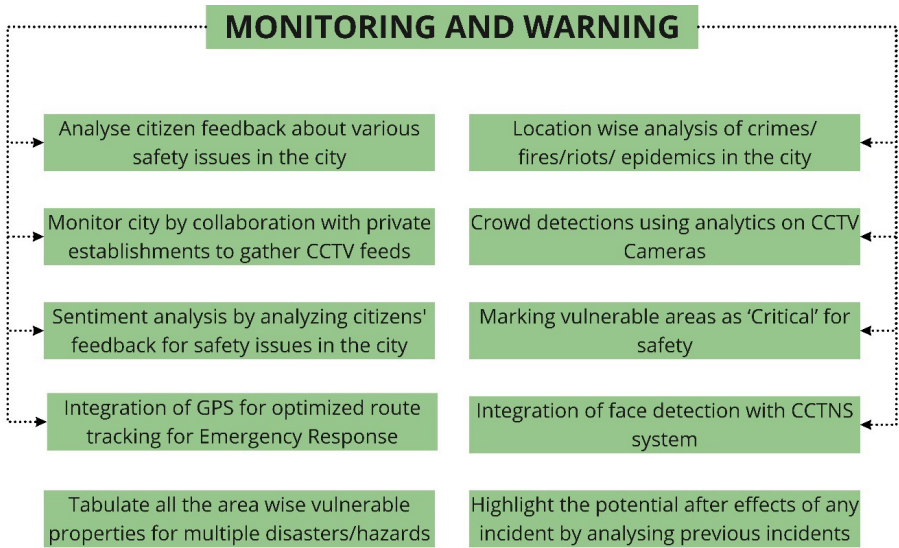 MONITORING AND WARNING
Analyse citizen feedback about various
safety issues in the city
Location wise analysis of crimes/
fires/riots/ epidemics in the city
Monitor city by collaboration with private
establishments to gather CCTV feeds
Crowd detections using analytics on CCTV
Cameras
Sentiment analysis by analyzing citizens'
feedback for safety issues in the city
Marking vulnerable areas as ‘Critical’ for
safety
Integration of GPS for optimized route
tracking for Emergency Response
Integration of face detection with CCTNS
system
Tabulate all the area wise vulnerable
properties for multiple disasters/hazards
Highlight the potential after effects of any
incident by analysing previous incidents